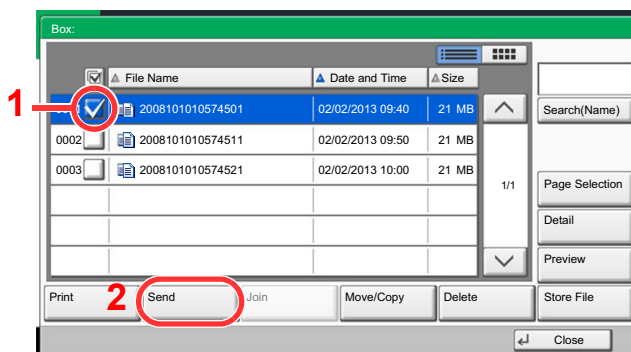 Box:
File Name Date and Time Size
1 2008101010574501 02/02/2013 09:40 21 MB Search(Name)
0002 2008101010574511 02/02/2013 09:50 21 MB
0003 2008101010574521 02/02/2013 10:00 21 MB
1/1 Page Selection
Detail
Preview
Print 2 Send Join Move/Copy Delete Store File
Close